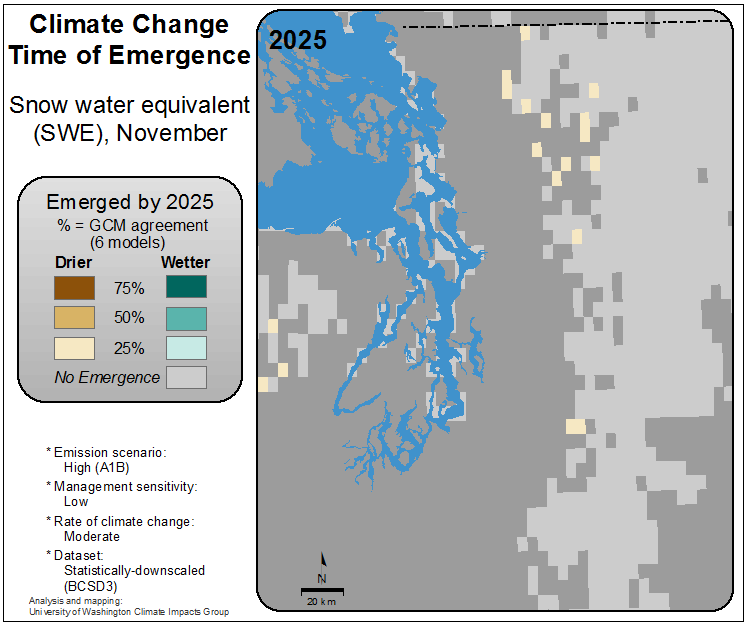 Climate Change
Time of Emergence
Snow water equivalent
(SWE), November
Emerged by 2025
% = GCM agreement
(6 models)
Drier Wetter
75%
50%
25%
No Emergence
* Emission scenario:
High (A1B)
* Management sensitivity:
Low
* Rate of climate change:
Moderate
* Dataset:
Statistically-downscaled
(BCSD3)
Analysis and mapping:
University of Washington Climate Impacts Group
2025
N
20 km